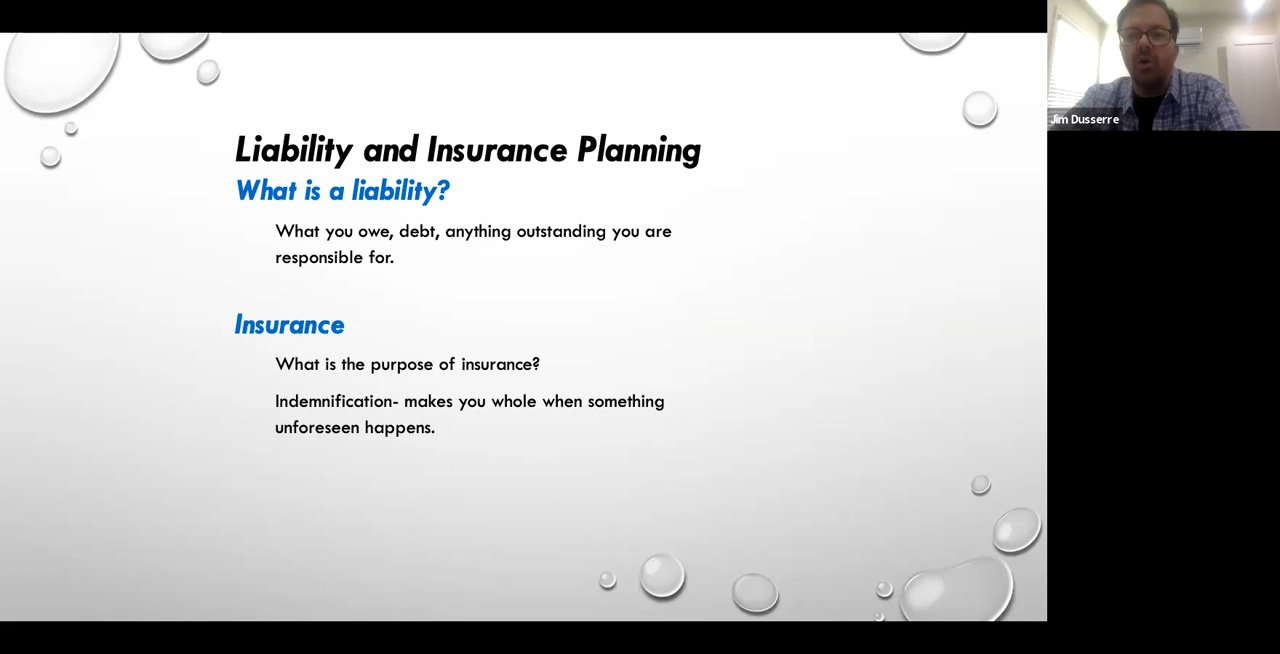 Liability and Insurance Planning
What is a liability?
What you owe, debt, anything outstanding you are
responsible for.
Insurance
What is the purpose of insurance?
Indemnification- makes you whole when something
unforeseen happens.
Jim Dusserre